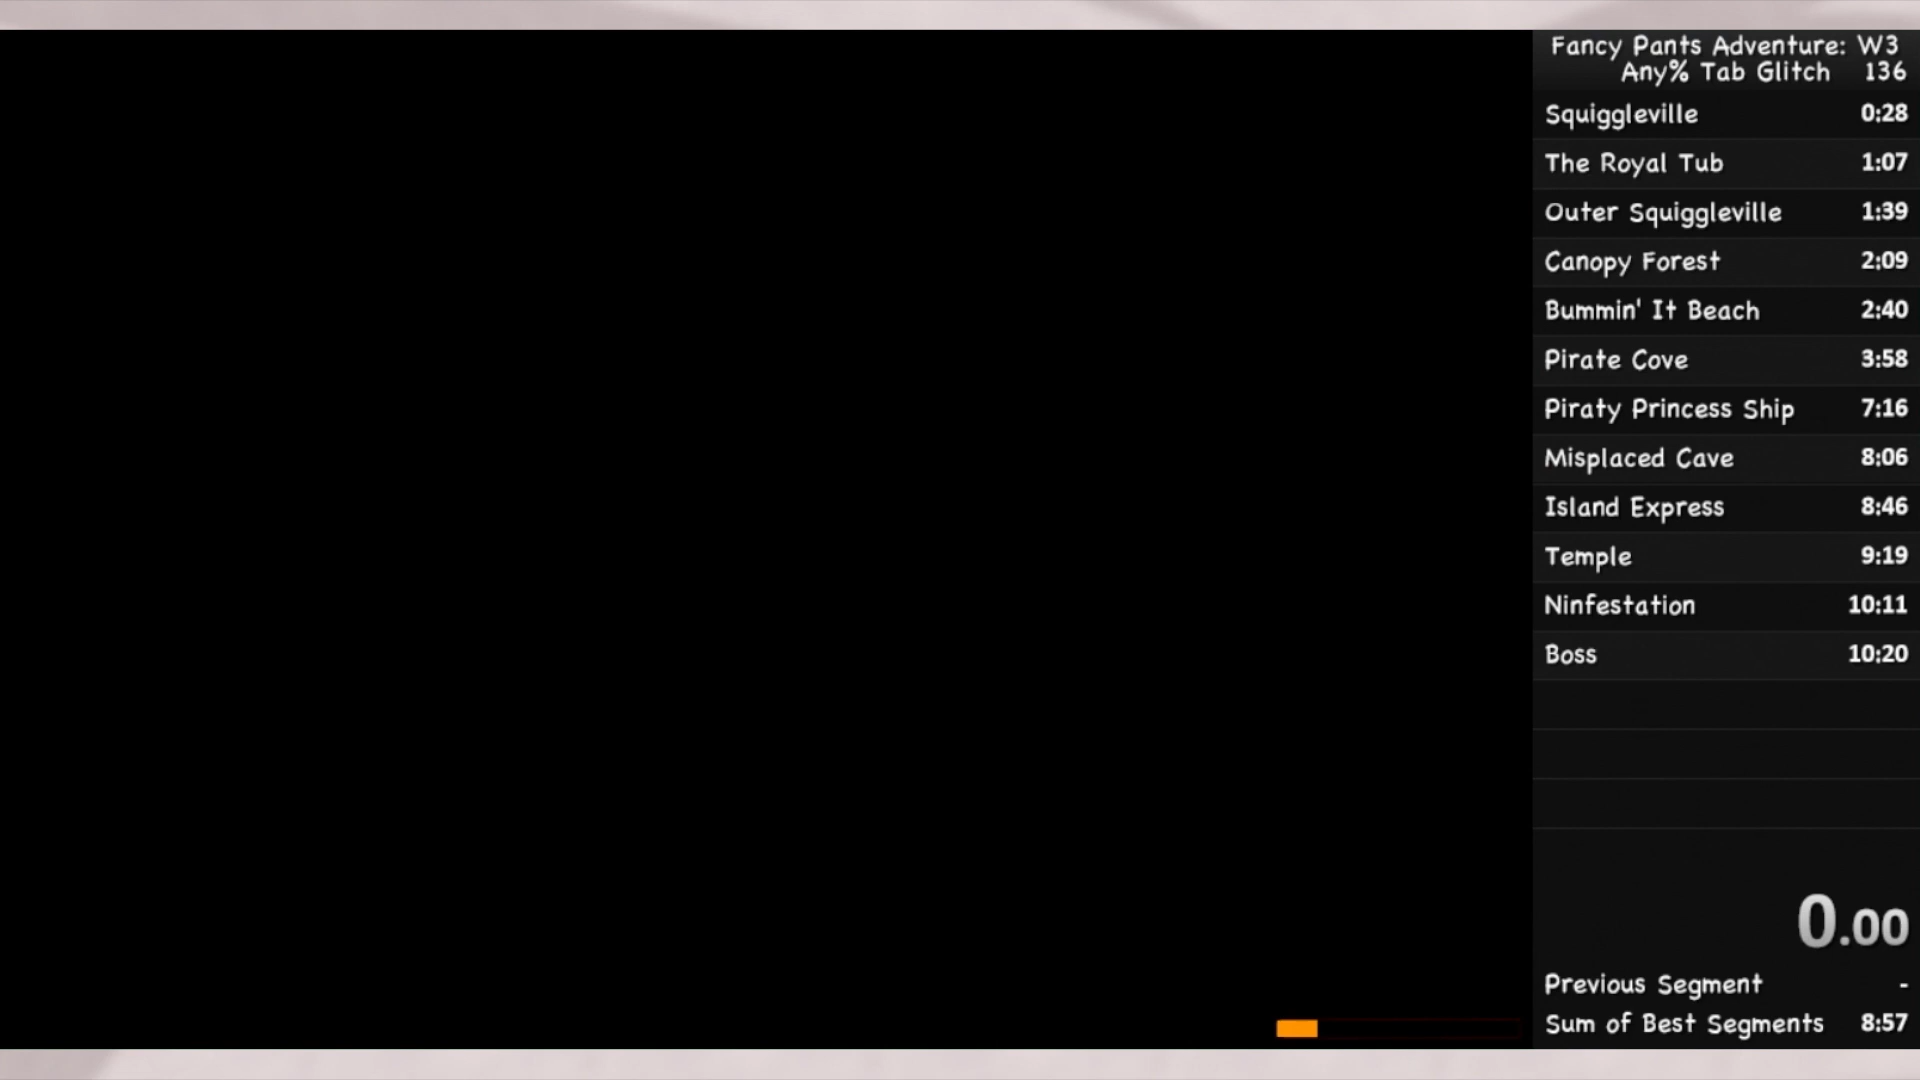 Fancy Pants Adventure: W3
Any% Tab Glitch 136
Squiggleville 0:28
The Royal Tub 1:07
Outer Squiggleville 1:39
Canopy Forest 2:09
Bummin' It Beach 2:40
Pirate Cove 3:58
Piraty Princess Ship 7:16
Misplaced Cave 8:06
Island Express 8:46
Temple 9:19
Ninfestation 10:11
Boss 10:20
0.00
Previous Segment -
Sum of Best Segments 8:57